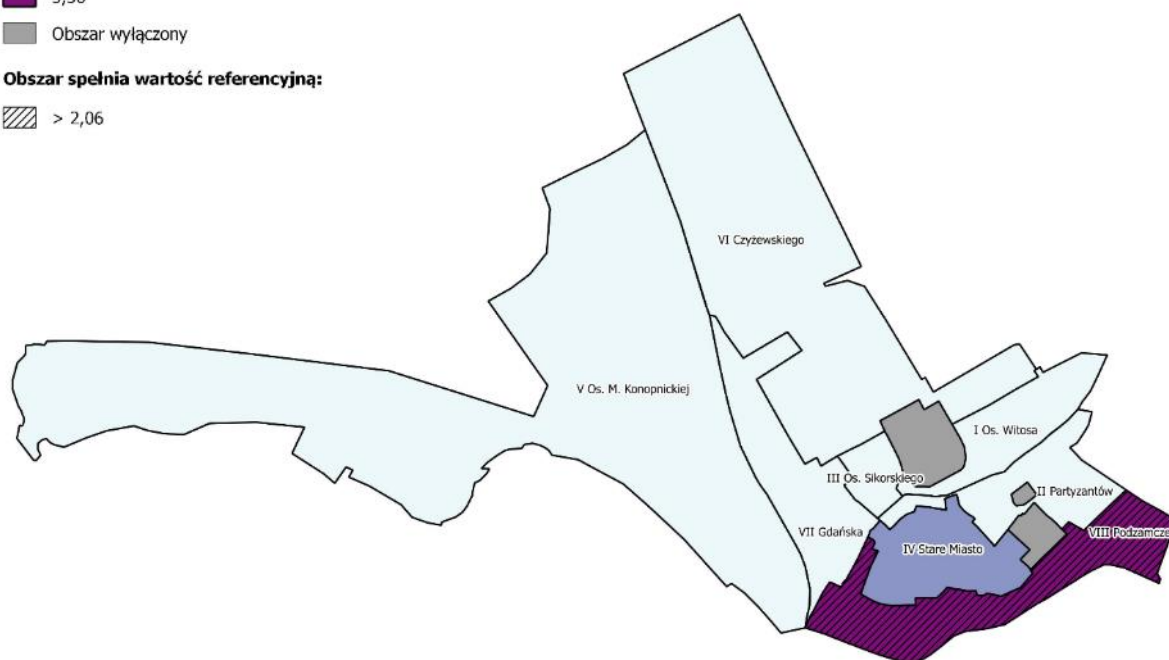 Obszar wyłączony
Obszar spełnia wartość referencyjną:
> 2,06
VI Czyżewskiego
V Os. M. Konopnickiej
I Os. Witosa
III Os. Sikorskiego
II Partyzantów
VII Gdańska
VIII Podzamcze
IV Stare Miasto